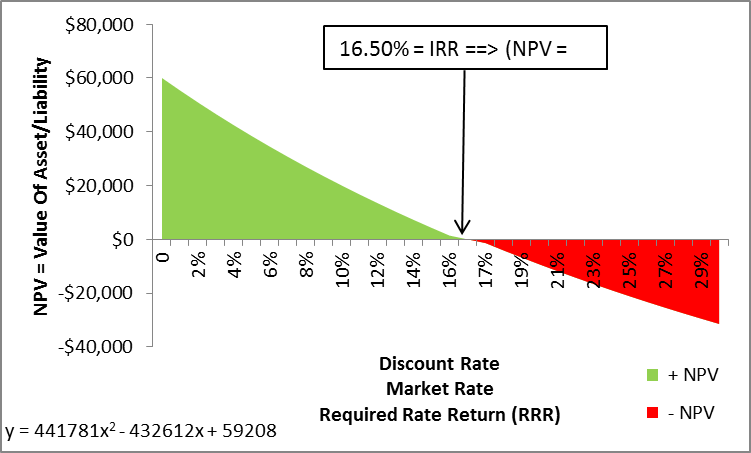 $80,000
16.50% = IRR ==> (NPV =
$60,000
$40,000
$20,000
$0
-$20,000
-$40,000
NPV = Value Of Asset/Liability
0 2% 4% 6% 8% 10% 12% 14% 16% 17% 19% 21% 23% 25% 27% 29%
Discount Rate
Market Rate
Required Rate Return (RRR)
+ NPV
- NPV
y = 441781x² - 432612x + 59208